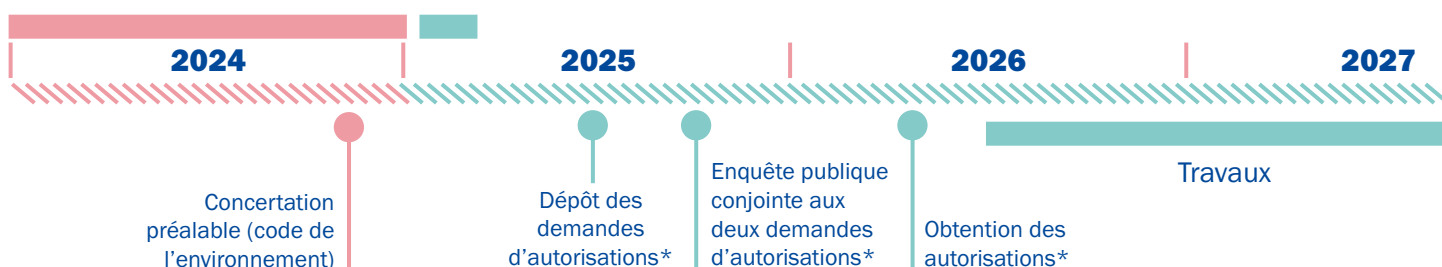 2024
2025
2026
2027
Concertation
préalable (code de
l'environnement)
Dépôt des
demandes
d'autorisations*
Enquête publique
conjointe aux
deux demandes
d'autorisations*
Obtention des
autorisations*
Travaux